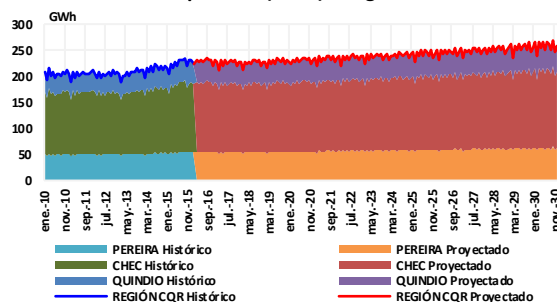 GWh
300
250
200
150
100
50
0
ene.-10
nov.-10
sep.-11
jul.-12
may.-13
mar.-14
ene.-15
nov.-15
sep.-16
jul.-17
may.-18
mar.-19
ene.-20
nov.-20
sep.-21
jul.-22
may.-23
mar.-24
ene.-25
nov.-25
sep.-26
jul.-27
may.-28
mar.-29
ene.-30
nov.-30
PEREIRA Histórico PEREIRA Proyectado
CHEC Histórico CHEC Proyectado
QUINDIO Histórico QUINDIO Proyectado
REGIÓN CQR Histórico REGIÓN CQR Proyectado